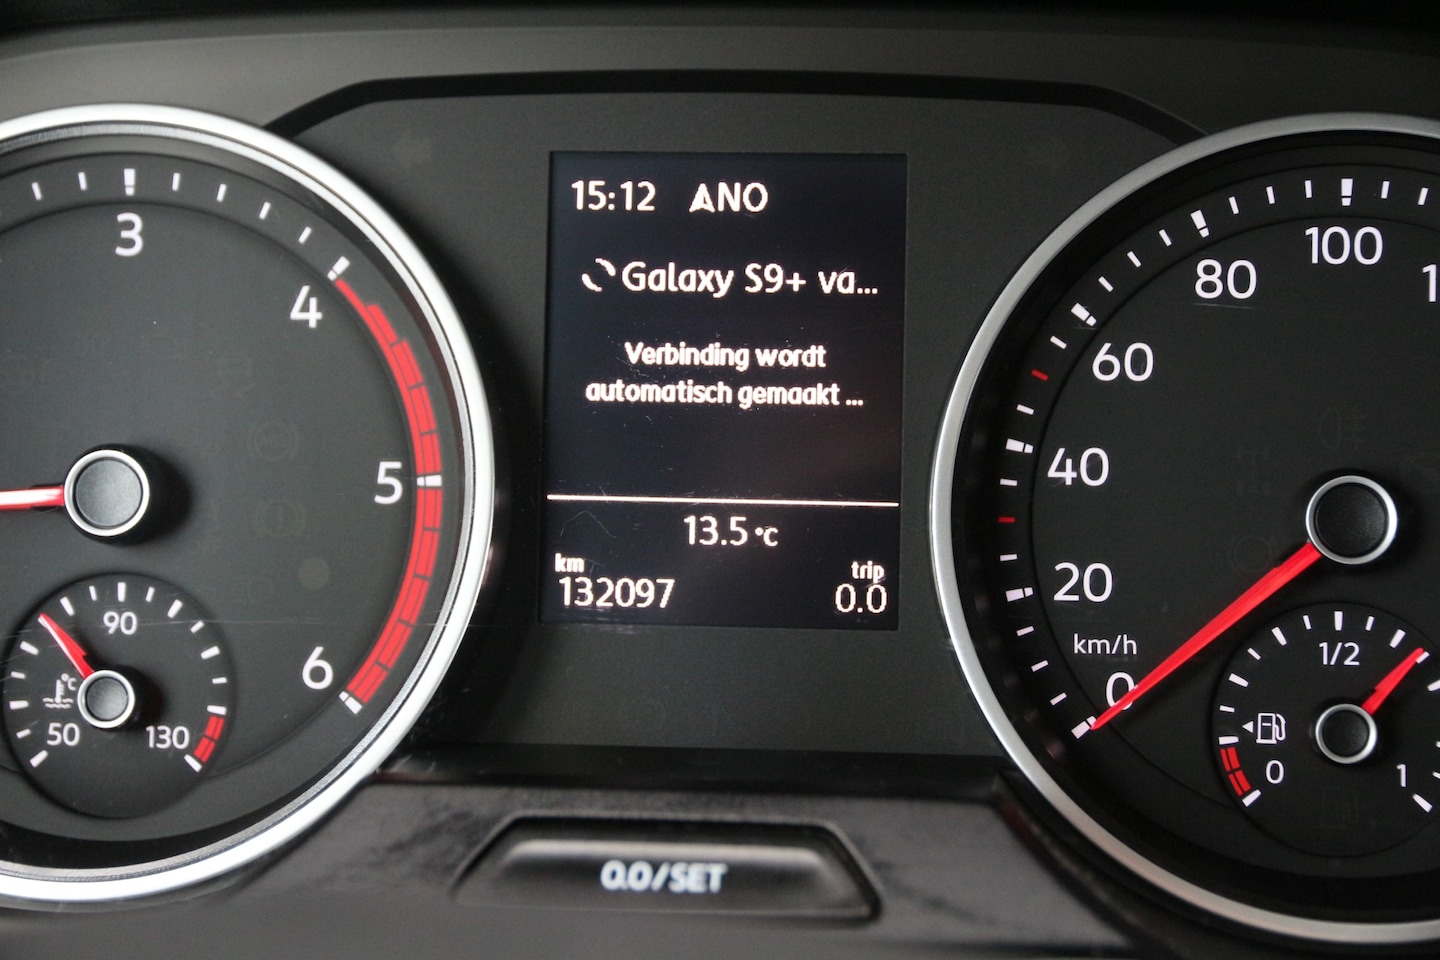 15:12 ANO
Galaxy S9+ va...
Verbinding wordt
automatisch gemaakt ...
13.5 °C
km
132097
trip
0.0
3
4
5
6
90
50
130
100
80
60
40
20
km/h
0
1/2
0
1
0.0/SET